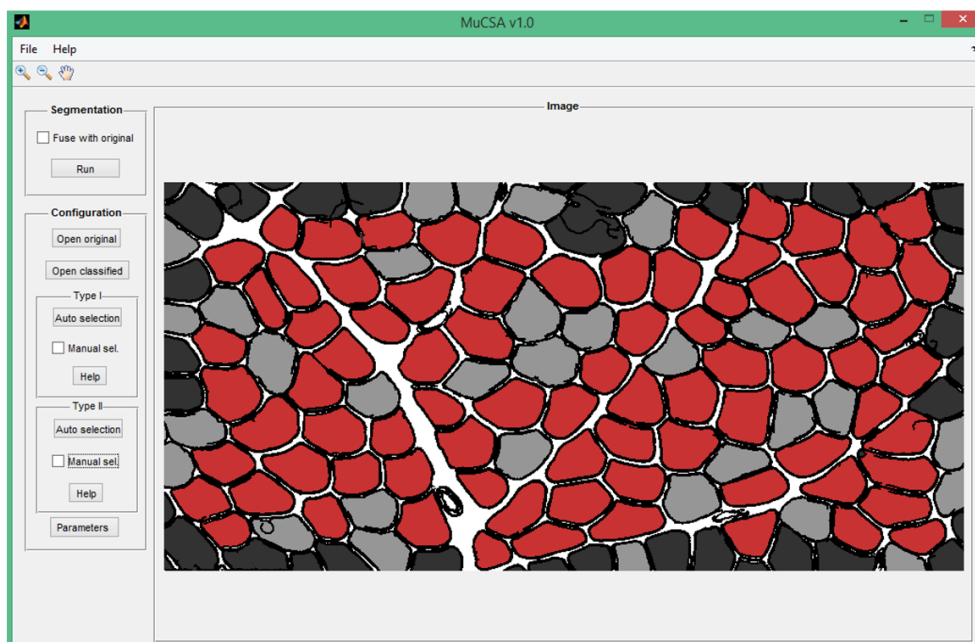 MuCSA v1.0
File Help
Segmentation
Fuse with original
Run
Configuration
Open original
Open classified
Type I
Auto selection
Manual sel.
Help
Type II
Auto selection
Manual sel.
Help
Parameters
Image